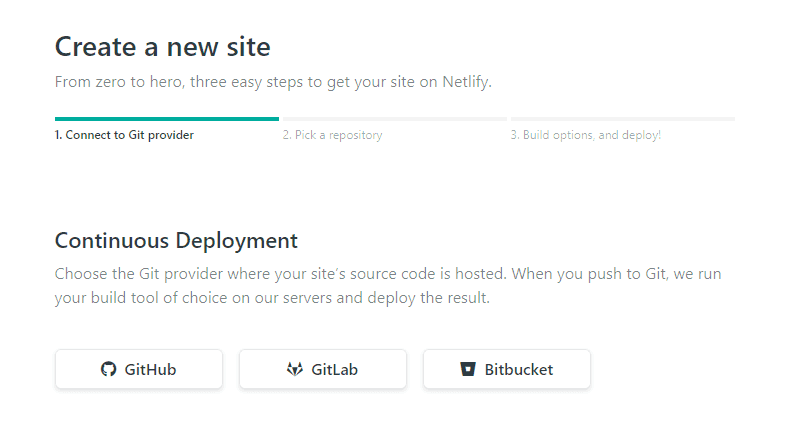 Create a new site
From zero to hero, three easy steps to get your site on Netlify.
1. Connect to Git provider
2. Pick a repository
3. Build options, and deploy!
Continuous Deployment
Choose the Git provider where your site’s source code is hosted. When you push to Git, we run
your build tool of choice on our servers and deploy the result.
GitHub
GitLab
Bitbucket